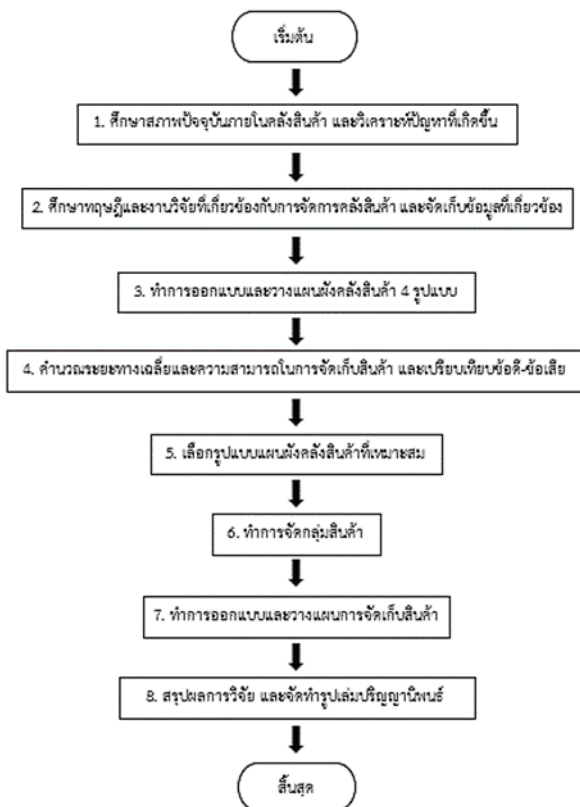 เริ่มต้น
1. ศึกษาสภาพปัจจุบันภายในคลังสินค้า และวิเคราะห์ปัญหาที่เกิดขึ้น
2. ศึกษาทฤษฎีและงานวิจัยที่เกี่ยวข้องกับการจัดการคลังสินค้า และจัดเก็บข้อมูลที่เกี่ยวข้อง
3. ทำการออกแบบและวางแผนผังคลังสินค้า 4 รูปแบบ
4. คำนวณระยะทางเฉลี่ยและความสามารถในการจัดเก็บสินค้า และเปรียบเทียบข้อดี-ข้อเสีย
5. เลือกรูปแบบแผนผังคลังสินค้าที่เหมาะสม
6. ทำการจัดกลุ่มสินค้า
7. ทำการออกแบบและวางแผนการจัดเก็บสินค้า
8. สรุปผลการวิจัย และจัดทำรูปเล่มปริญญานิพนธ์
สิ้นสุด